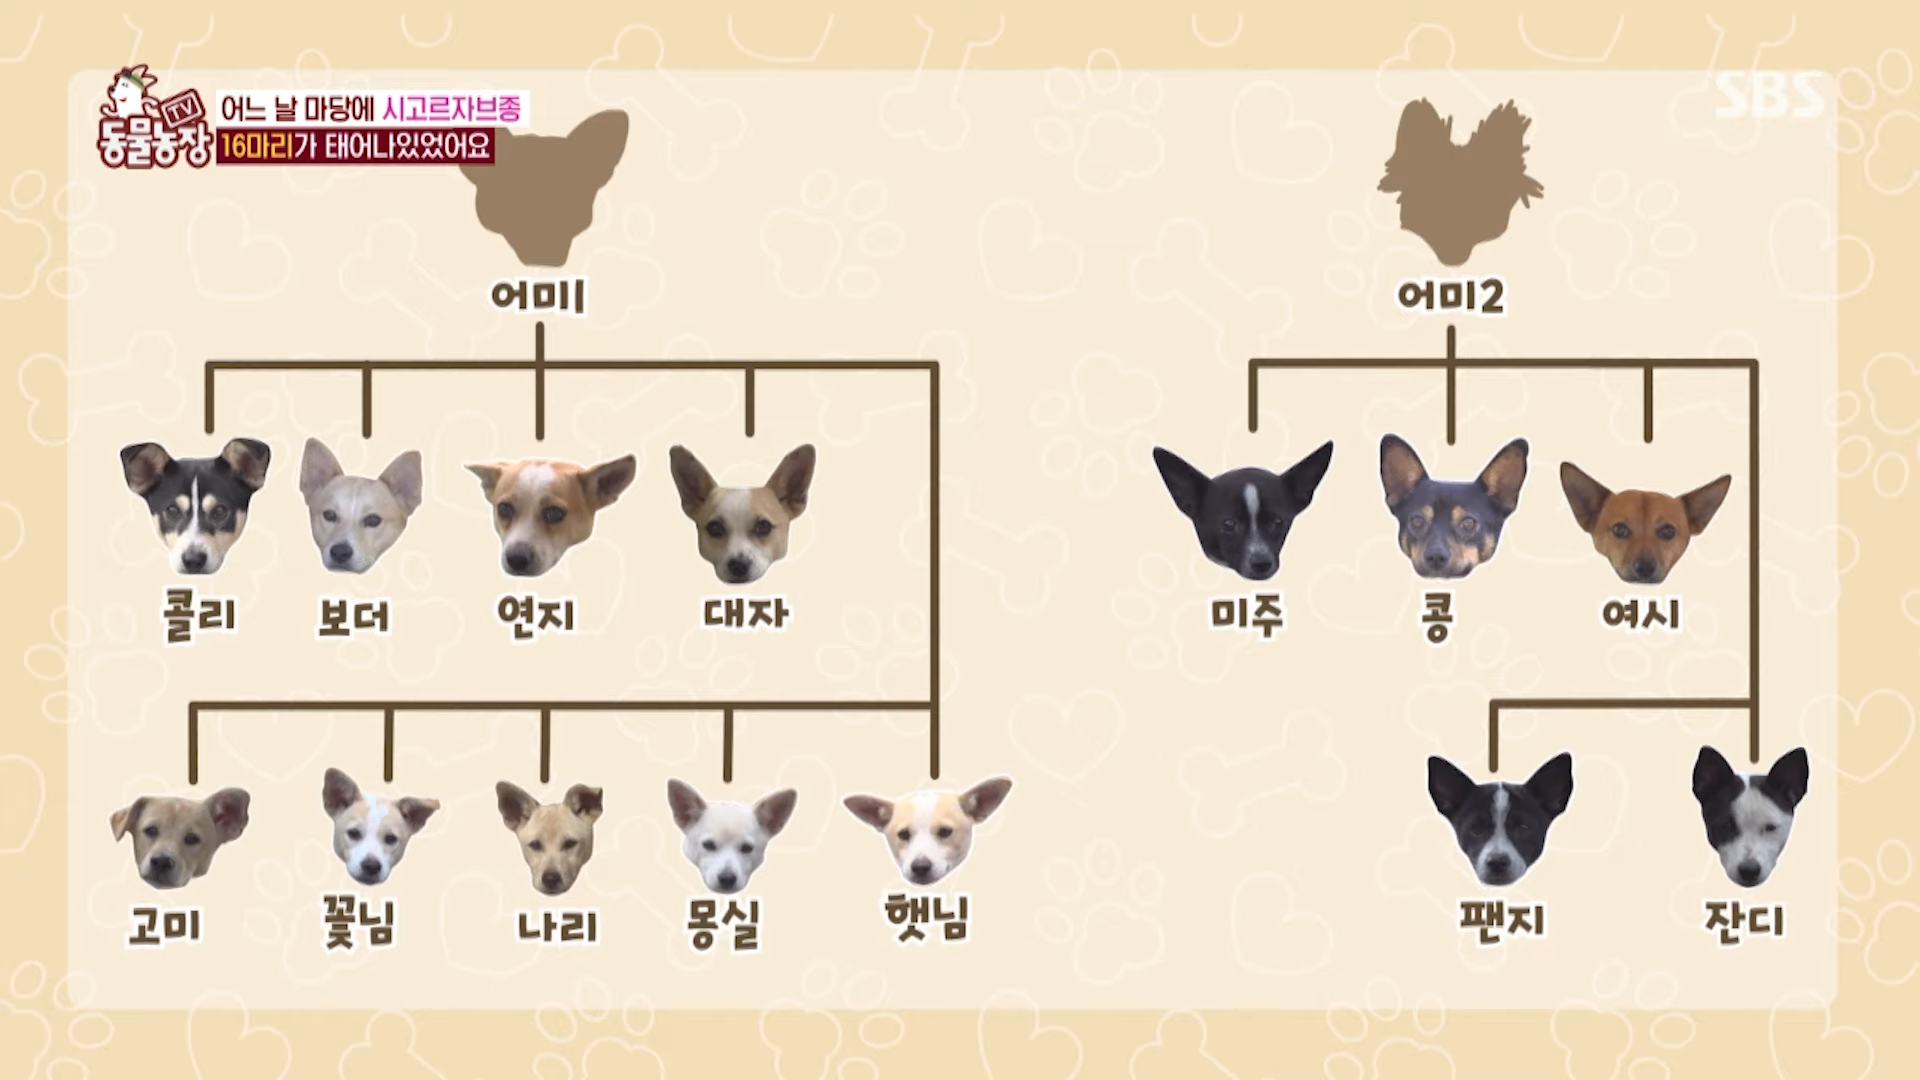 TV
동물농장
어느 날 마당에 시고르자브종
16마리가 태어나있었어요
SBS
어미1
어미2
콜리
보더
연지
대자
미주
콩
여시
고미
꽃님
나리
몽실
햇님
팬지
잔디